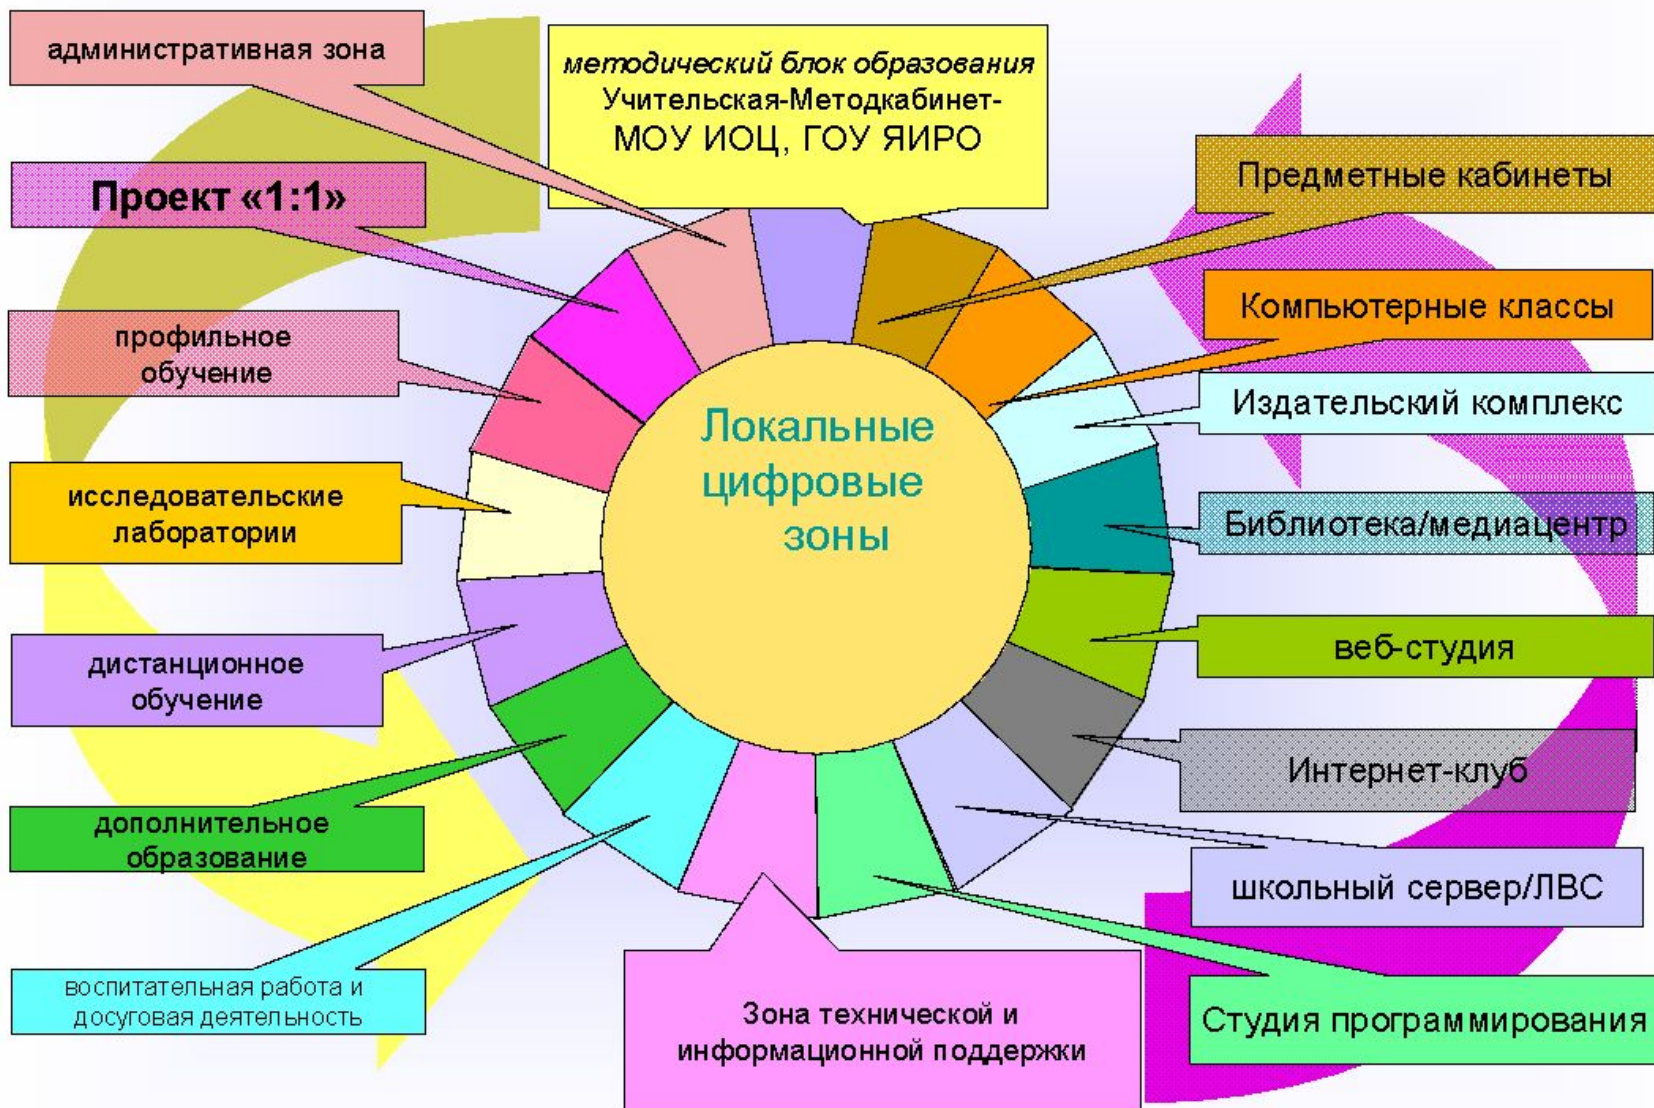 административная зона
методический блок образования
Учительская-Методкабинет-
МОУ ИОЦ, ГОУ ЯИРО
Проект «1:1»
Предметные кабинеты
Компьютерные классы
профильное
обучение
Издательский комплекс
Локальные
цифровые
зоны
исследовательские
лаборатории
Библиотека/медиацентр
дистанционное
обучение
веб-студия
Интернет-клуб
дополнительное
образование
школьный сервер/ЛВС
воспитательная работа и
досуговая деятельность
Зона технической и
информационной поддержки
Студия программирования